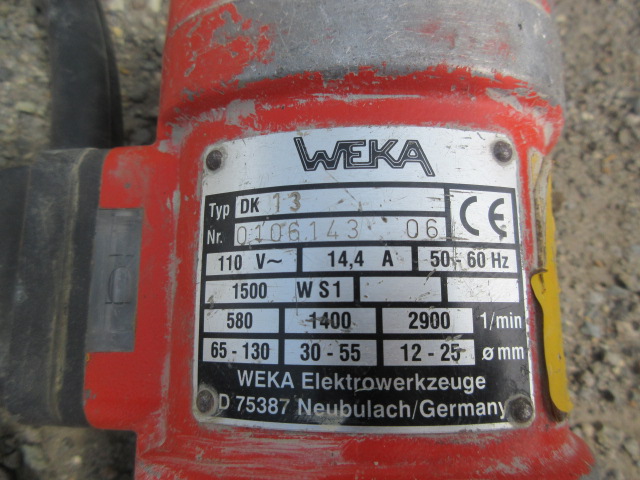 WEKA
Typ DK 13
Nr. 0106143 06 CE
110 V~ 14,4 A 50-60 Hz
1500 W S1
580 1400 2900 1/min
65-130 30-55 12-25 ø mm
WEKA Elektrowerkzeuge
D 75387 Neubulach/Germany